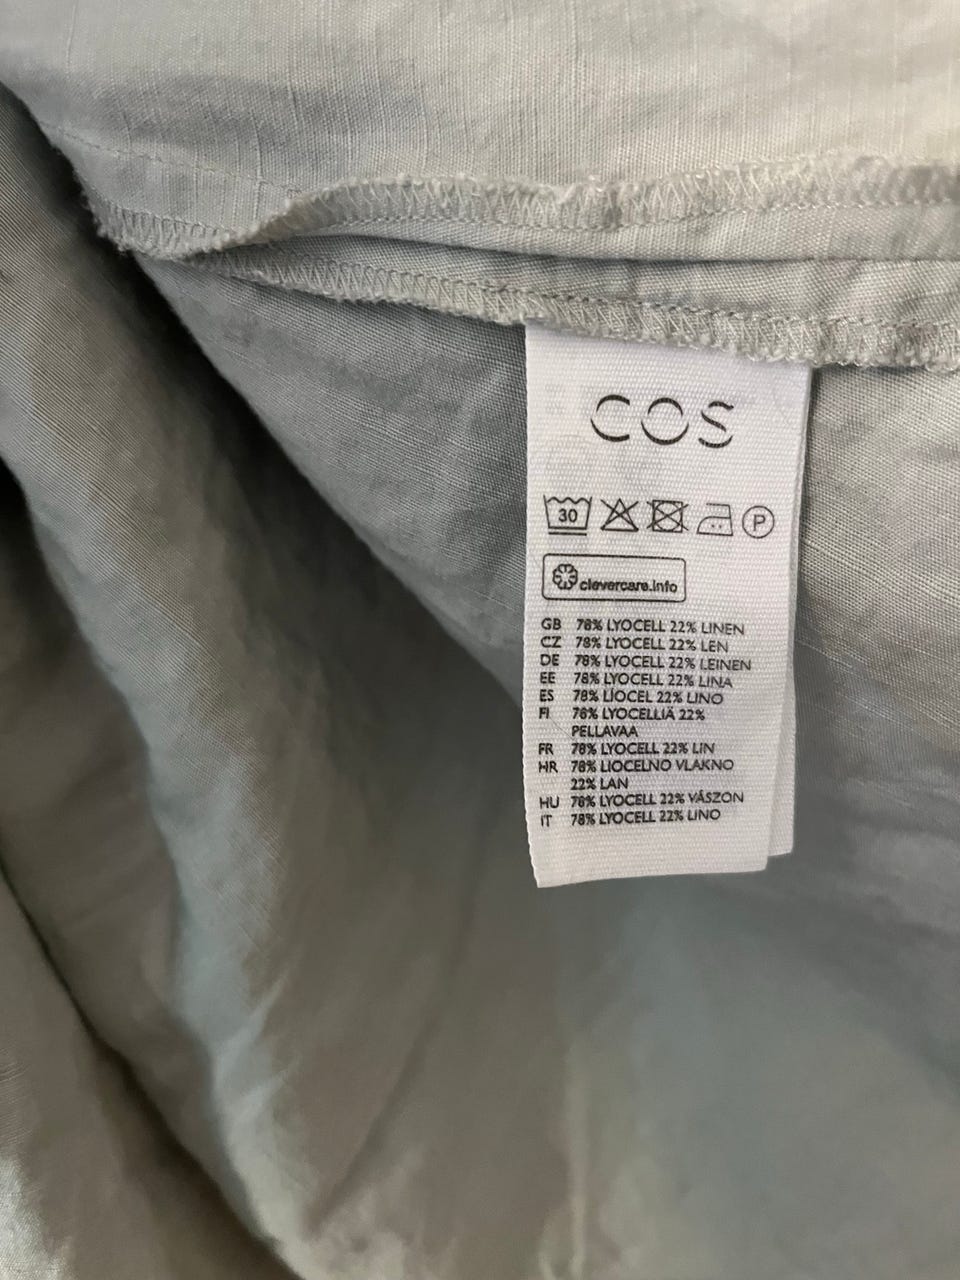 COS
30 P
clevercare.info
GB 78% LYOCELL 22% LINEN
CZ 78% LYOCELL 22% LEN
DE 78% LYOCELL 22% LEINEN
EE 78% LYOCELL 22% LINA
ES 78% LIOCEL 22% LINO
FI 78% LYOCELLIÄ 22%
PELLAVAA
FR 78% LYOCELL 22% LIN
HR 78% LIOCELNO VLAKNO
22% LAN
HU 78% LYOCELL 22% VÁSZON
IT 78% LYOCELL 22% LINO